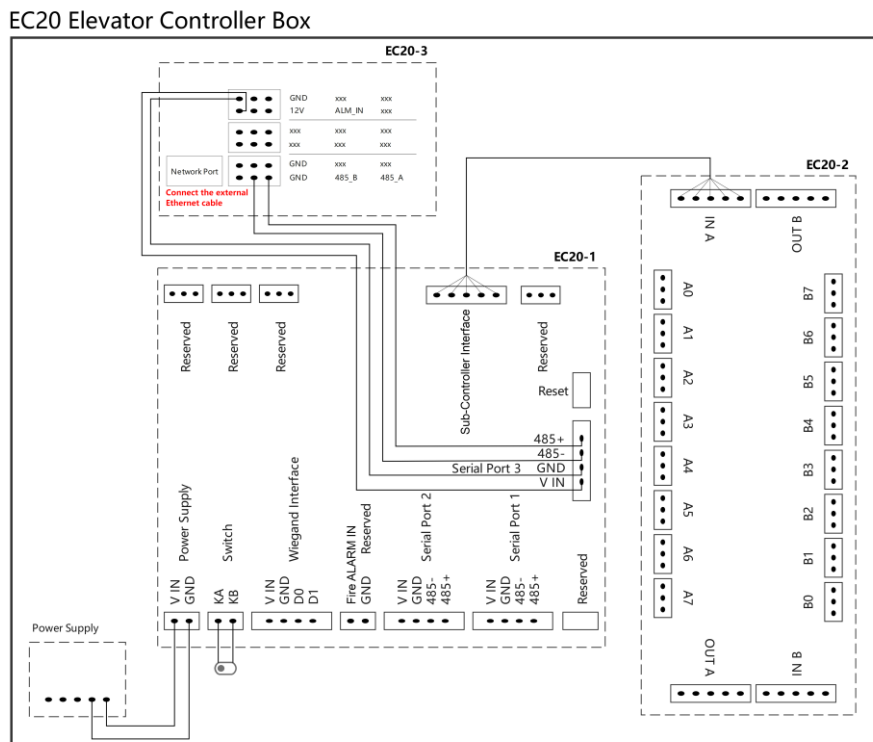 EC20 Elevator Controller Box
EC20-3
GND xxx xxx
12V ALM_IN xxx
xxx xxx xxx
xxx xxx xxx
GND xxx xxx
GND 485_B 485_A
Network Port
Connect the external
Ethernet cable
EC20-2
IN A
OUT B
A0
A1
A2
A3
A4
A5
A6
A7
B7
B6
B5
B4
B3
B2
B1
B0
OUT A
IN B
EC20-1
Reserved
Reserved
Reserved
Sub-Controller Interface
Reserved
Reset
485+
485-
Serial Port 3 GND
V IN
Power Supply
V IN
GND
Switch
KA
KB
Wiegand Interface
V IN
GND
D0
D1
Fire ALARM IN
GND Reserved
Serial Port 2
V IN
GND
485-
485+
Serial Port 1
V IN
GND
485-
485+
Reserved
Power Supply